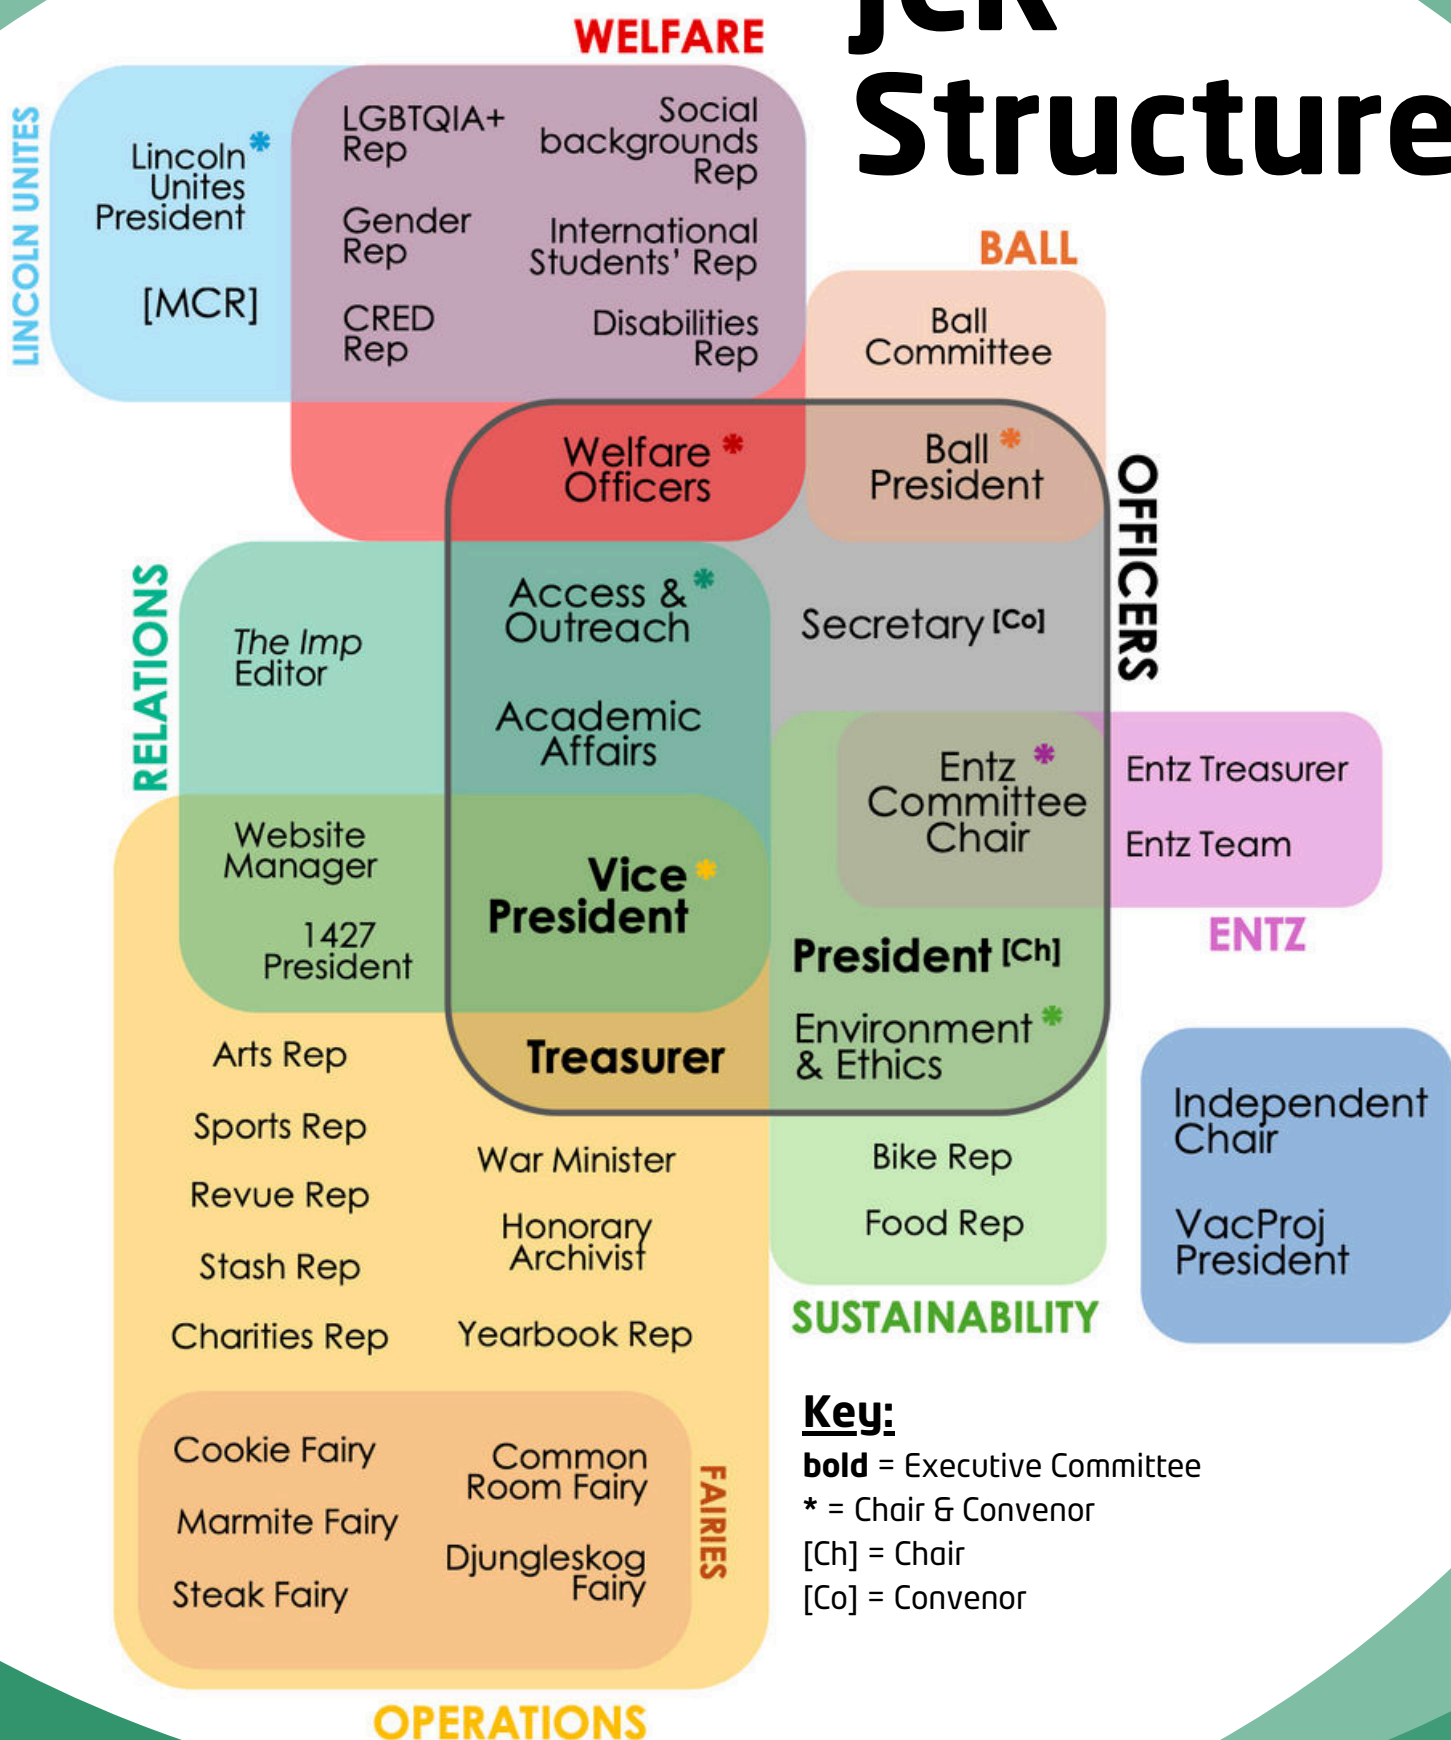 JCR
Structure
WELFARE
LINCOLN UNITES
Lincoln*
Unites
President
[MCR]
LGBTQIA+
Rep
Gender
Rep
CRED
Rep
Social
backgrounds
Rep
International
Students' Rep
Disabilities
Rep
BALL
Ball
Committee
Welfare *
Officers
Ball *
President
OFFICERS
RELATIONS
The Imp
Editor
Access & *
Outreach
Academic
Affairs
Secretary [Co]
Entz *
Committee
Chair
Entz Treasurer
Entz Team
ENTZ
Website
Manager
1427
President
Vice *
President
President [Ch]
Environment *
& Ethics
Treasurer
Arts Rep
Sports Rep
Revue Rep
Stash Rep
Charities Rep
War Minister
Honorary
Archivist
Yearbook Rep
Bike Rep
Food Rep
SUSTAINABILITY
Independent
Chair
VacProj
President
Cookie Fairy
Marmite Fairy
Steak Fairy
Common
Room Fairy
Djungleskog
Fairy
FAIRIES
OPERATIONS
Key:
bold = Executive Committee
* = Chair & Convenor
[Ch] = Chair
[Co] = Convenor